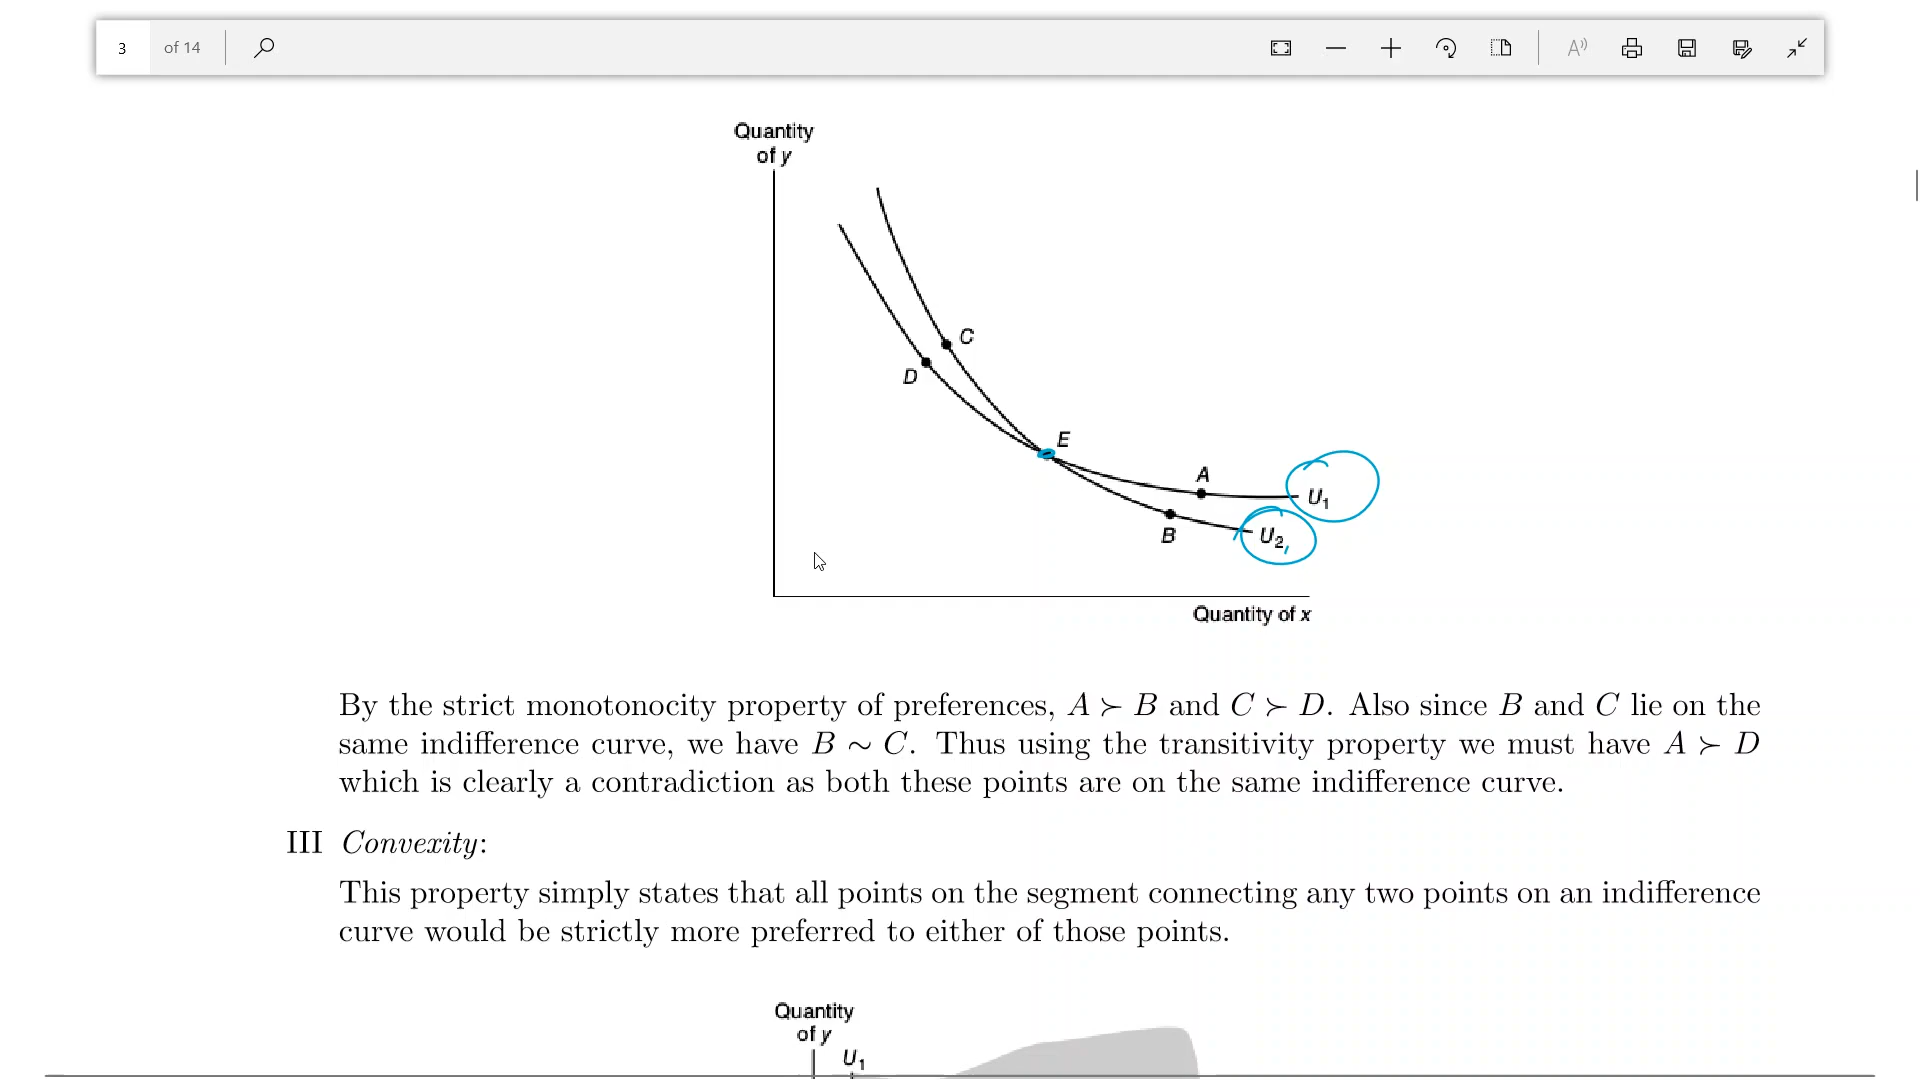 3 of 14
Quantity
of y
C
D
E
A
U1
B
U2
Quantity of x
By the strict monotonocity property of preferences, A ≻ B and C ≻ D. Also since B and C lie on the
same indifference curve, we have B ∼ C. Thus using the transitivity property we must have A ≻ D
which is clearly a contradiction as both these points are on the same indifference curve.
III Convexity:
This property simply states that all points on the segment connecting any two points on an indifference
curve would be strictly more preferred to either of those points.
Quantity
of y
U1